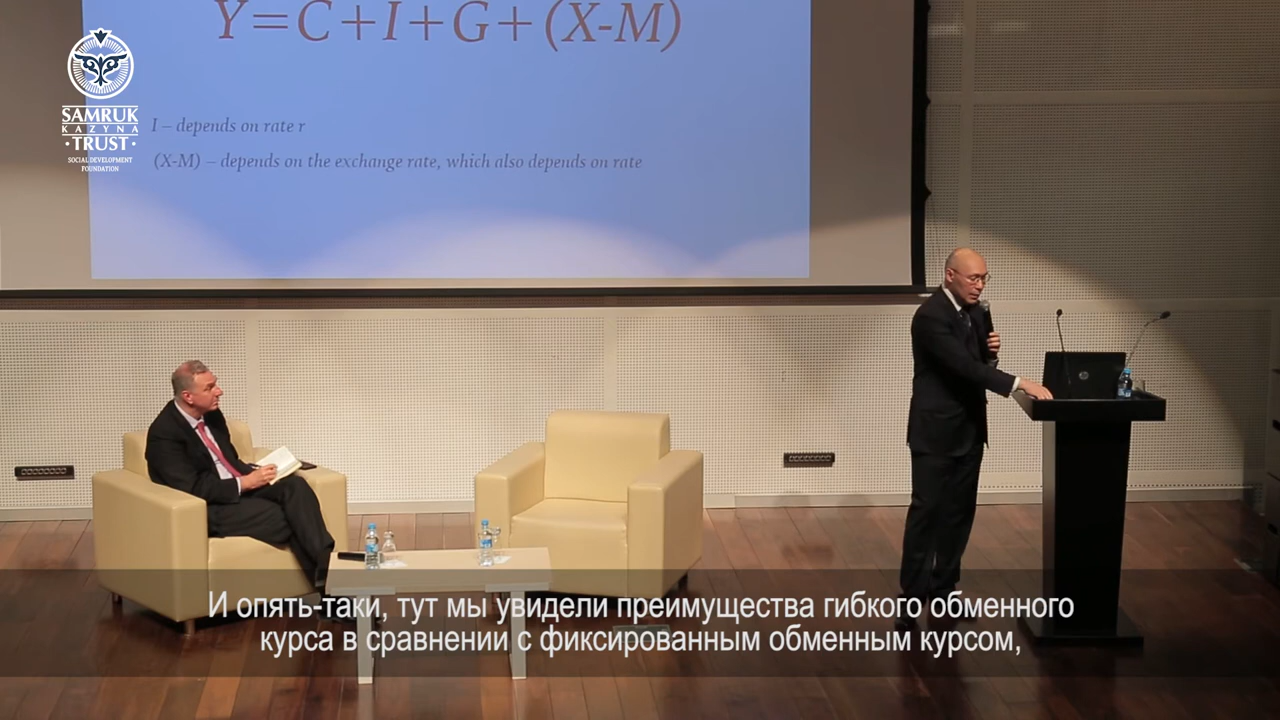 Y=C+I+G+(X-M)
SAMRUK
KAZYNA
·TRUST·
SOCIAL DEVELOPMENT
FOUNDATION
I – depends on rate r
(X-M) – depends on the exchange rate, which also depends on rate
И опять-таки, тут мы увидели преимущества гибкого обменного
курса в сравнении с фиксированным обменным курсом,